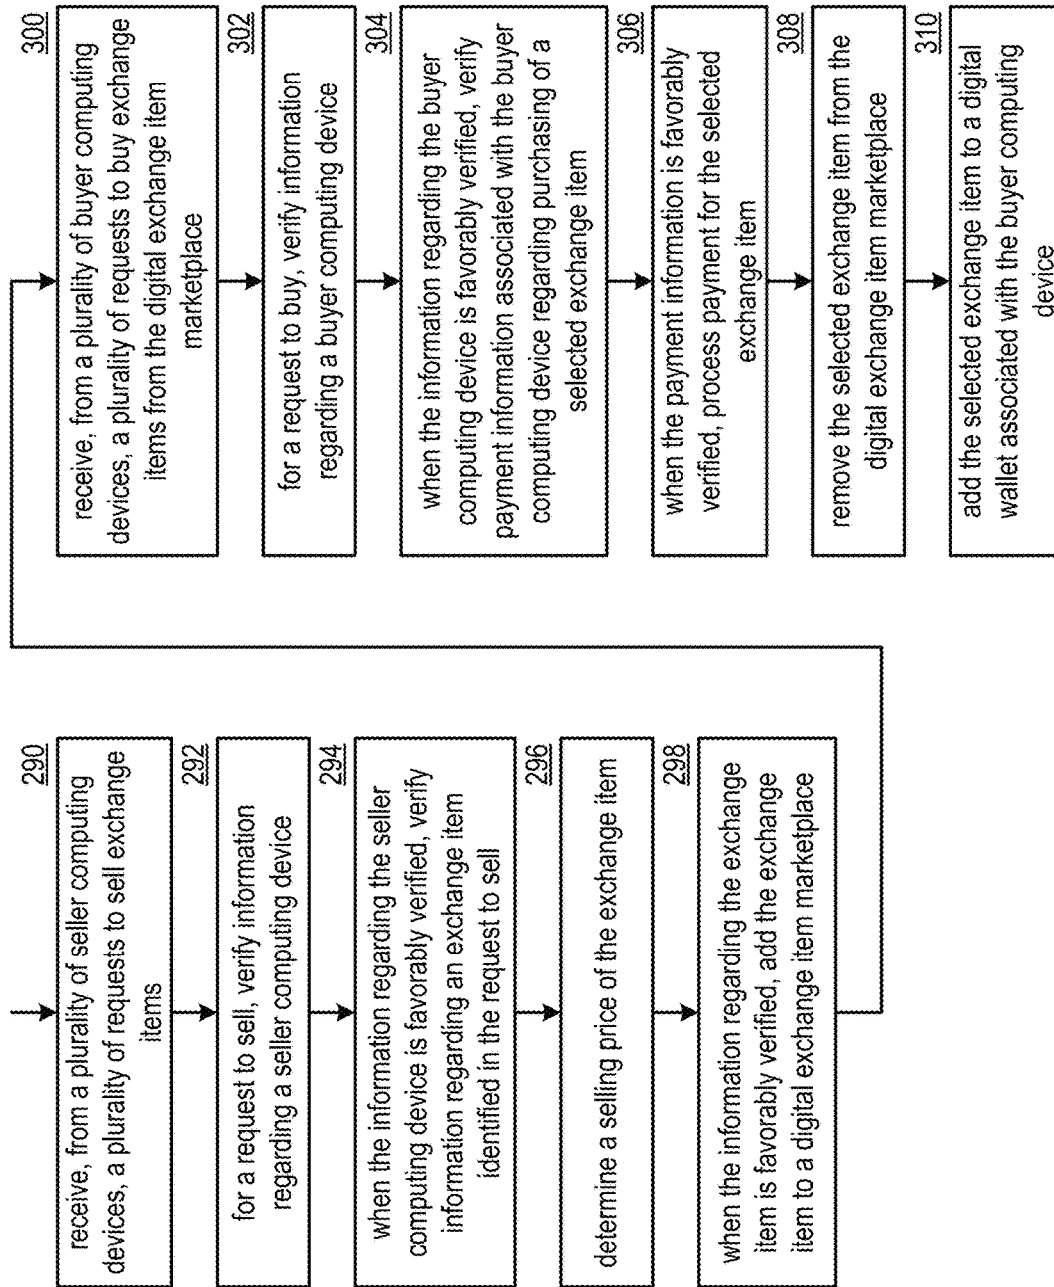 290
receive, from a plurality of seller computing
devices, a plurality of requests to sell exchange
items
292
for a request to sell, verify information
regarding a seller computing device
294
when the information regarding the seller
computing device is favorably verified, verify
information regarding an exchange item
identified in the request to sell
296
determine a selling price of the exchange item
298
when the information regarding the exchange
item is favorably verified, add the exchange
item to a digital exchange item marketplace
300
receive, from a plurality of buyer computing
devices, a plurality of requests to buy exchange
items from the digital exchange item
marketplace
302
for a request to buy, verify information
regarding a buyer computing device
304
when the information regarding the buyer
computing device is favorably verified, verify
payment information associated with the buyer
computing device regarding purchasing of a
selected exchange item
306
when the payment information is favorably
verified, process payment for the selected
exchange item
308
remove the selected exchange item from the
digital exchange item marketplace
310
add the selected exchange item to a digital
wallet associated with the buyer computing
device